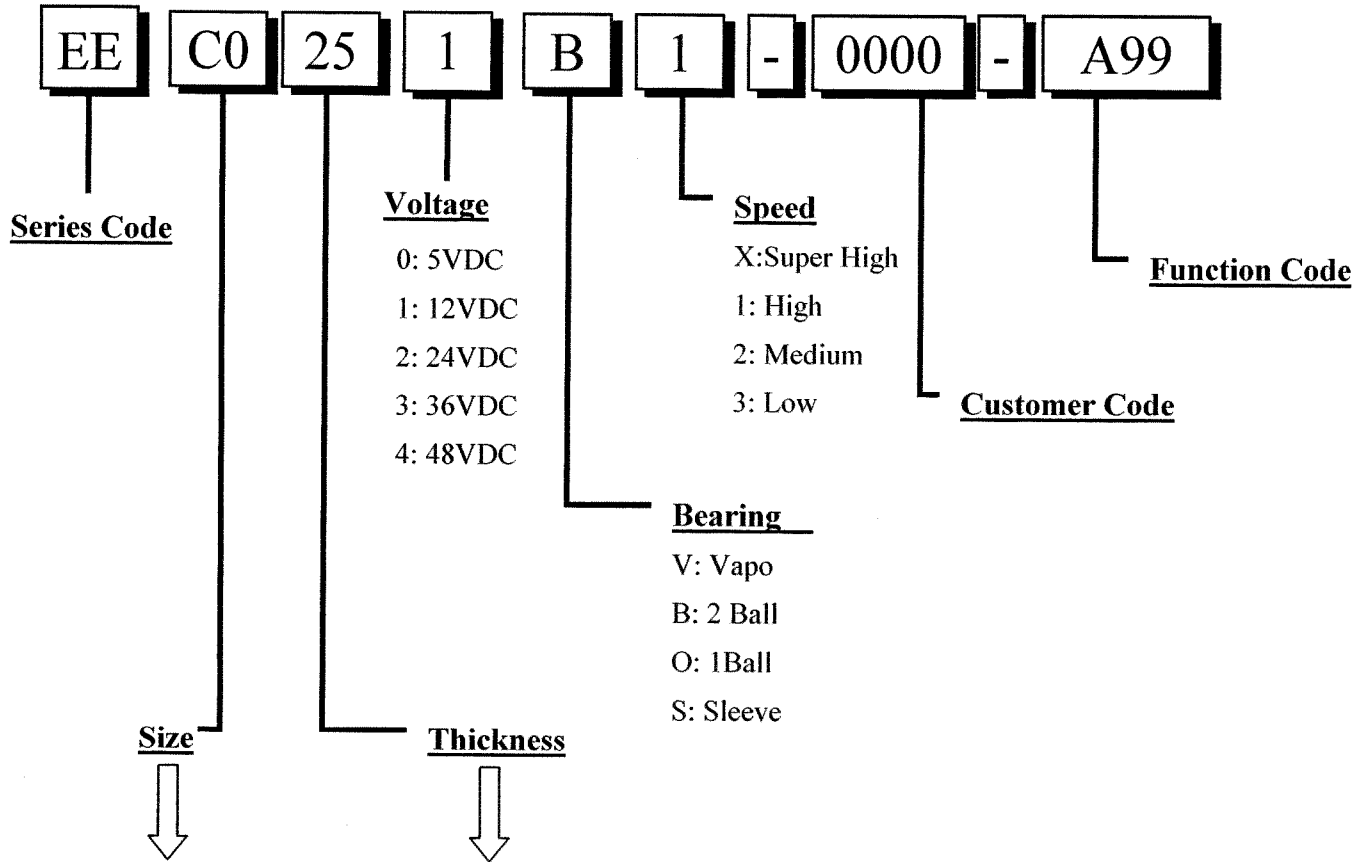 EE C0 25 1 B 1 - 0000 - A99
Series Code
Voltage
0: 5VDC
1: 12VDC
2: 24VDC
3: 36VDC
4: 48VDC
Speed
X:Super High
1: High
2: Medium
3: Low
Function Code
Customer Code
Bearing
V: Vapo
B: 2 Ball
O: 1Ball
S: Sleeve
Size
Thickness